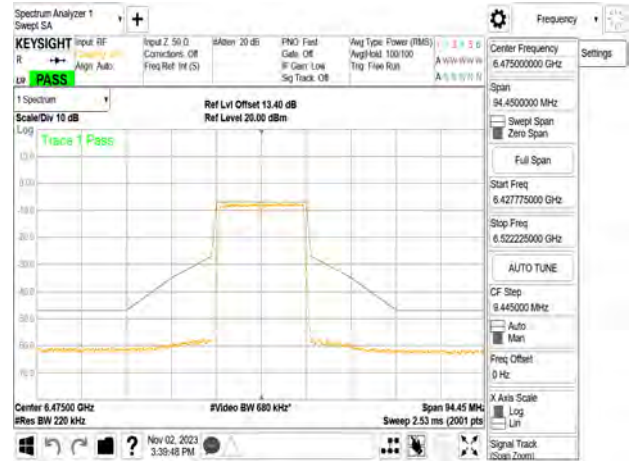 Spectrum Analyzer 1
Swept SA
Frequency
KEYSIGHT
Input: RF
Input Z: 50 Ω
#Atten: 20 dB
PNO: Fast
Avg Type: Power (RMS)
R
Corrections: Off
Gate: Off
Avg|Hold: 100/100
Align: Auto
Freq Ref: Int (S)
IF Gain: Low
Trig: Free Run
Sig Track: Off
PASS
Center Frequency
6.475000000 GHz
Settings
Span
94.4500000 MHz
Swept Span
Zero Span
Full Span
Start Freq
6.427775000 GHz
Stop Freq
6.522225000 GHz
AUTO TUNE
CF Step
9.445000 MHz
Auto
Man
Freq Offset
0 Hz
X Axis Scale
Log
Lin
Signal Track
(Span Zoom)
1 Spectrum
Ref Lvl Offset 13.40 dB
Scale/Div 10 dB
Ref Level 20.00 dBm
Log
Trace 1 Pass
Center 6.47500 GHz
#Video BW 680 kHz*
Span 94.45 MHz
#Res BW 220 kHz
Sweep 2.53 ms (2001 pts)
Nov 02, 2023
3:39:48 PM